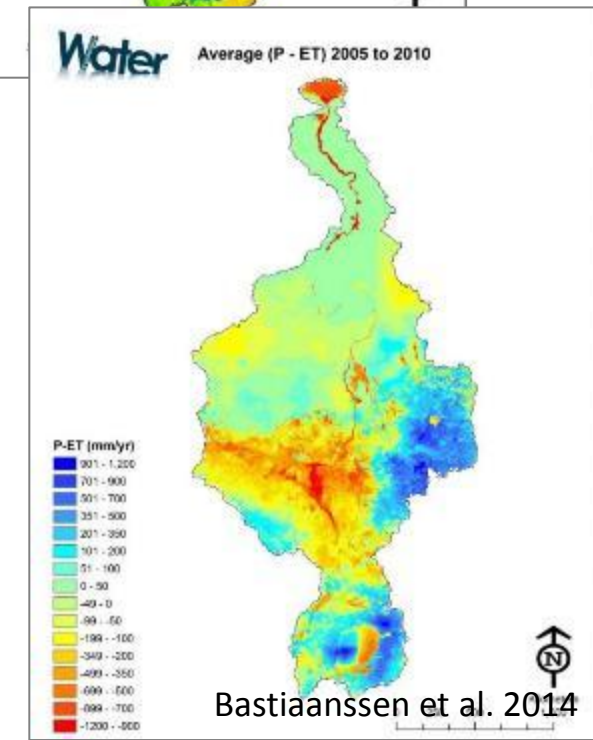 Water
Average (P - ET) 2005 to 2010
P-ET (mm/yr)
901 - 1,200
701 - 900
501 - 700
351 - 500
201 - 350
101 - 200
51 - 100
0 - 50
-49 - 0
-99 - -50
-199 - -100
-349 - -200
-499 - -350
-699 - -500
-899 - -700
-1200 - -900
N
Bastiaanssen et al. 2014